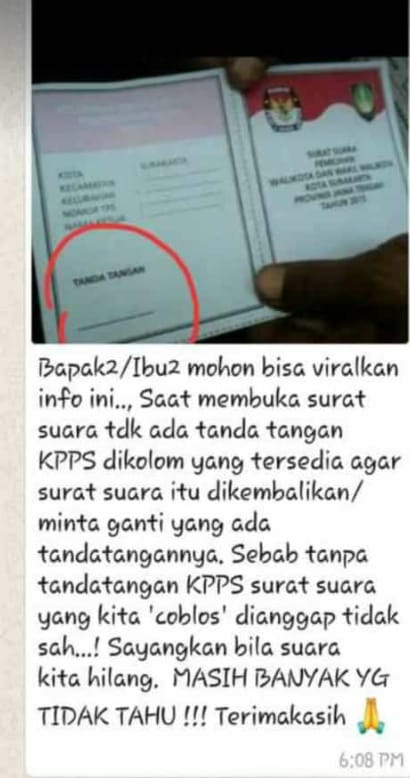 KOTA
SURAKARTA
KECAMATAN
KELURAHAN
NOMOR TPS
TANDA TANGAN
SURAT SUARA
PEMILIHAN
WALIKOTA DAN WAKIL WALIKOTA
KOTA SURAKARTA
PROVINSI JAWA TENGAH
TAHUN 2015
Bapak2/Ibu2 mohon bisa viralkan
info ini.., Saat membuka surat
suara tdk ada tanda tangan
KPPS dikolom yang tersedia agar
surat suara itu dikembalikan/
minta ganti yang ada
tandatangannya. Sebab tanpa
tandatangan KPPS surat suara
yang kita 'coblos' dianggap tidak
sah...! Sayangkan bila suara
kita hilang. MASIH BANYAK YG
TIDAK TAHU !!! Terimakasih 🙏
6:08 PM